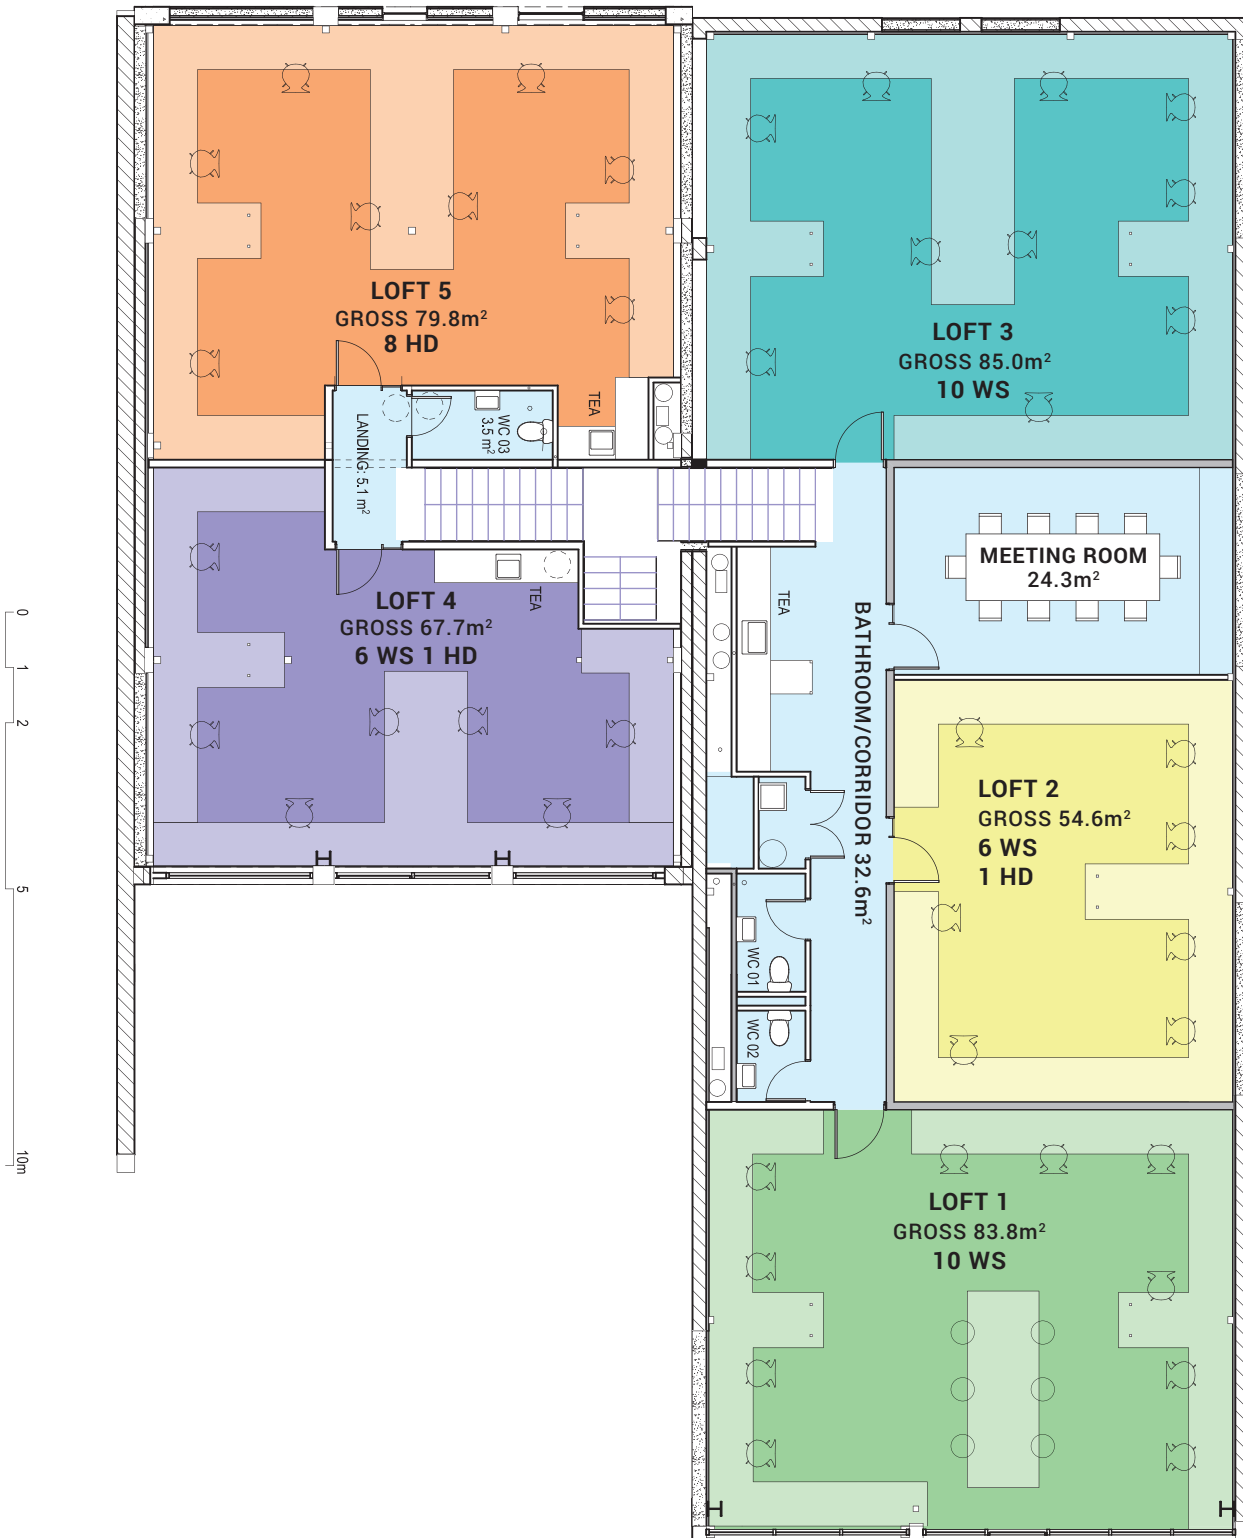 LOFT 5
GROSS 79.8m²
8 HD
LOFT 3
GROSS 85.0m²
10 WS
TEA
WC 03
3.5 m²
LANDING: 5.1 m²
MEETING ROOM
24.3m²
LOFT 4
GROSS 67.7m²
6 WS 1 HD
TEA
TEA
BATHROOM/CORRIDOR 32.6m²
LOFT 2
GROSS 54.6m²
6 WS
1 HD
WC 01
WC 02
LOFT 1
GROSS 83.8m²
10 WS
0
1
2
5
10m